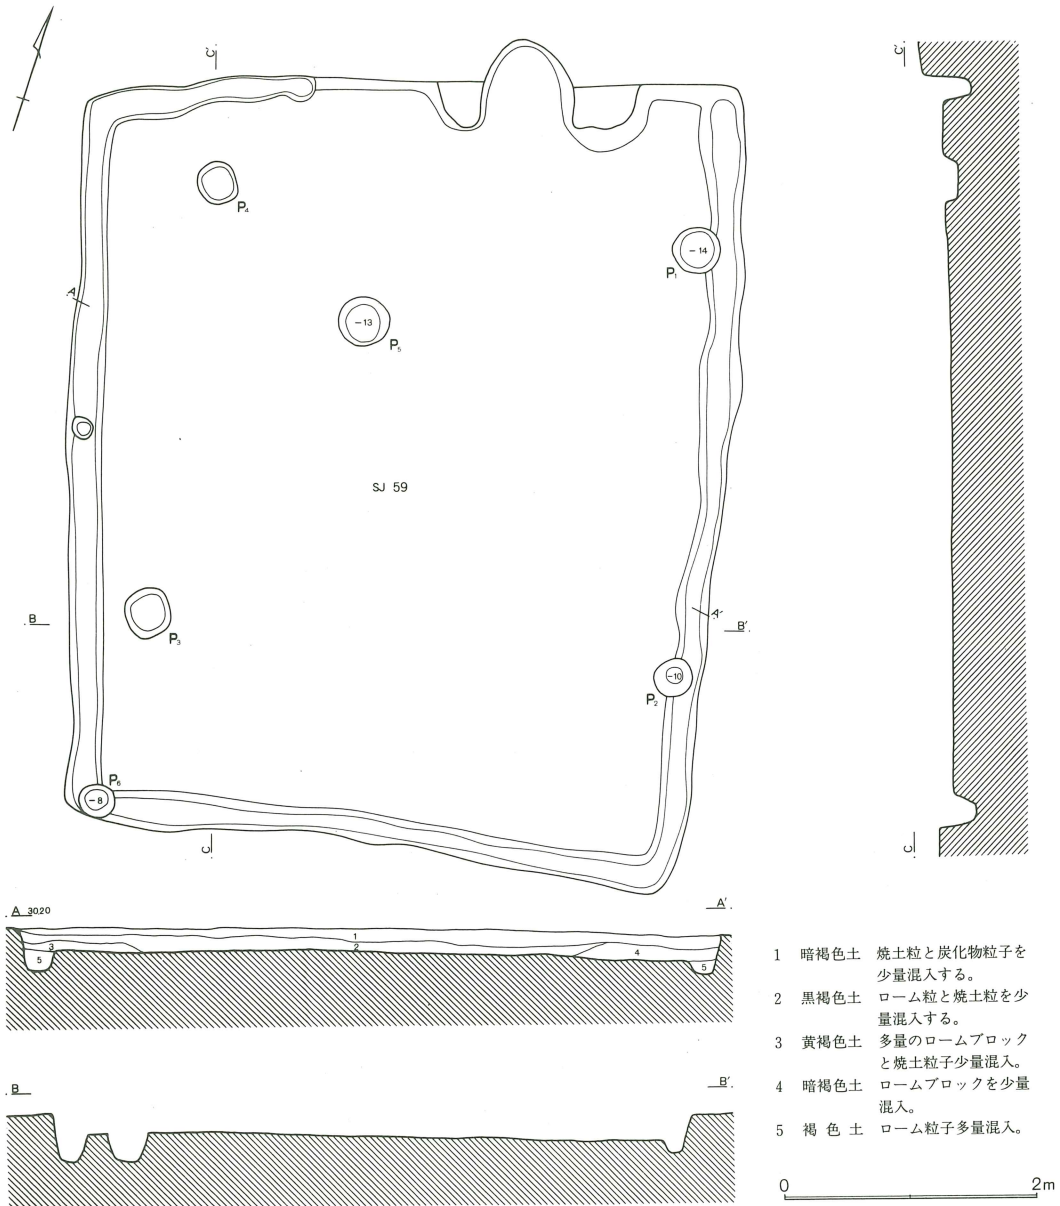 C′
C′
P₄
-14
P₁
A
-13
P₅
SJ 59
B
P₃
A′
B′
-10
P₂
P₆
-8
C
C
A 30.20
A′
1
2
3
4
5
5
B
B′
1 暗褐色土 焼土粒と炭化物粒子を
少量混入する。
2 黒褐色土 ローム粒と焼土粒を少
量混入する。
3 黄褐色土 多量のロームブロック
と焼土粒子少量混入。
4 暗褐色土 ロームブロックを少量
混入。
5 褐色土 ローム粒子多量混入。
0 2m